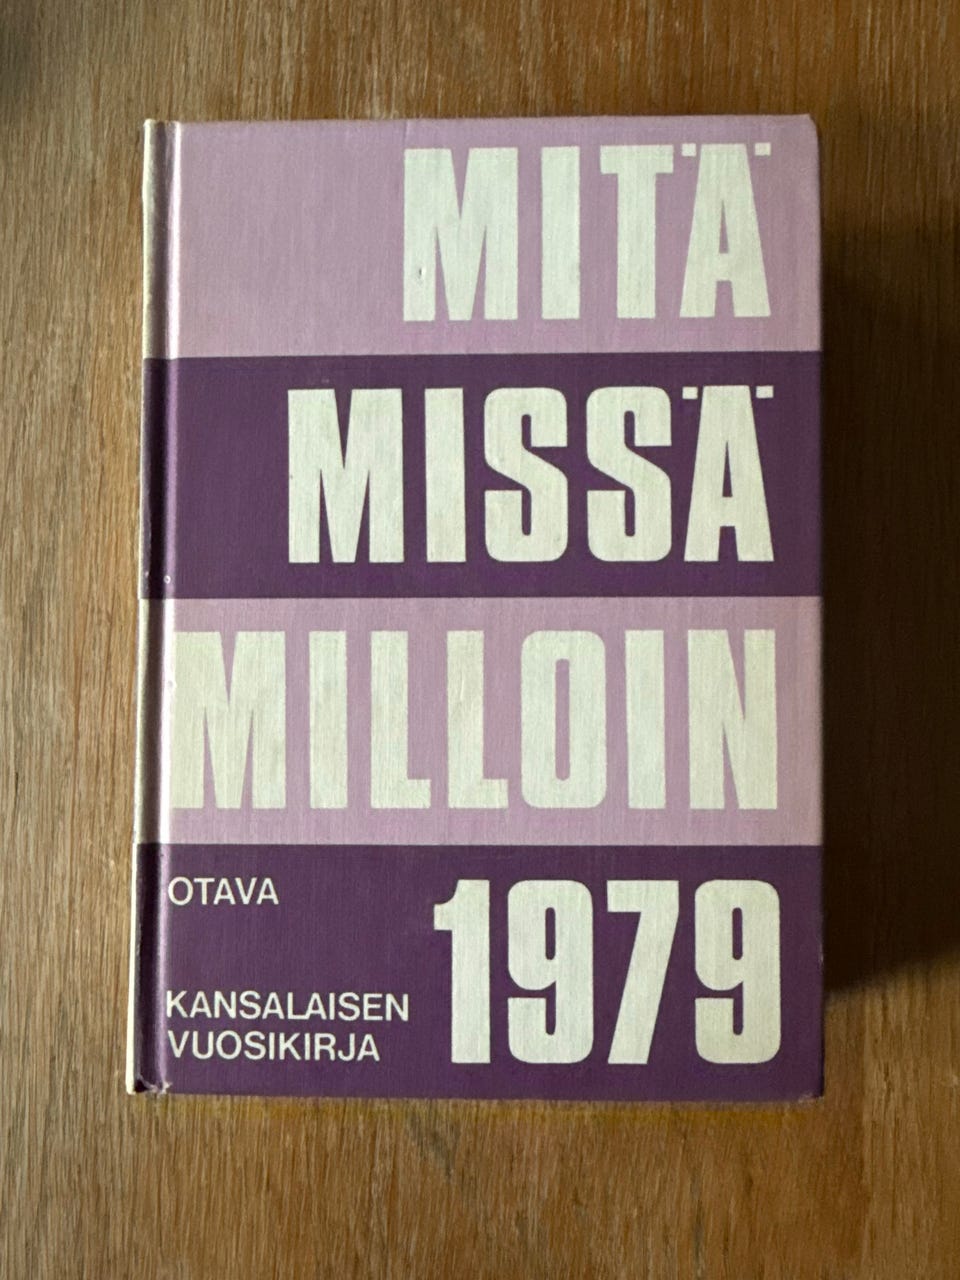 MITÄ
MISSÄ
MILLOIN
1979
OTAVA
KANSALAISEN
VUOSIKIRJA